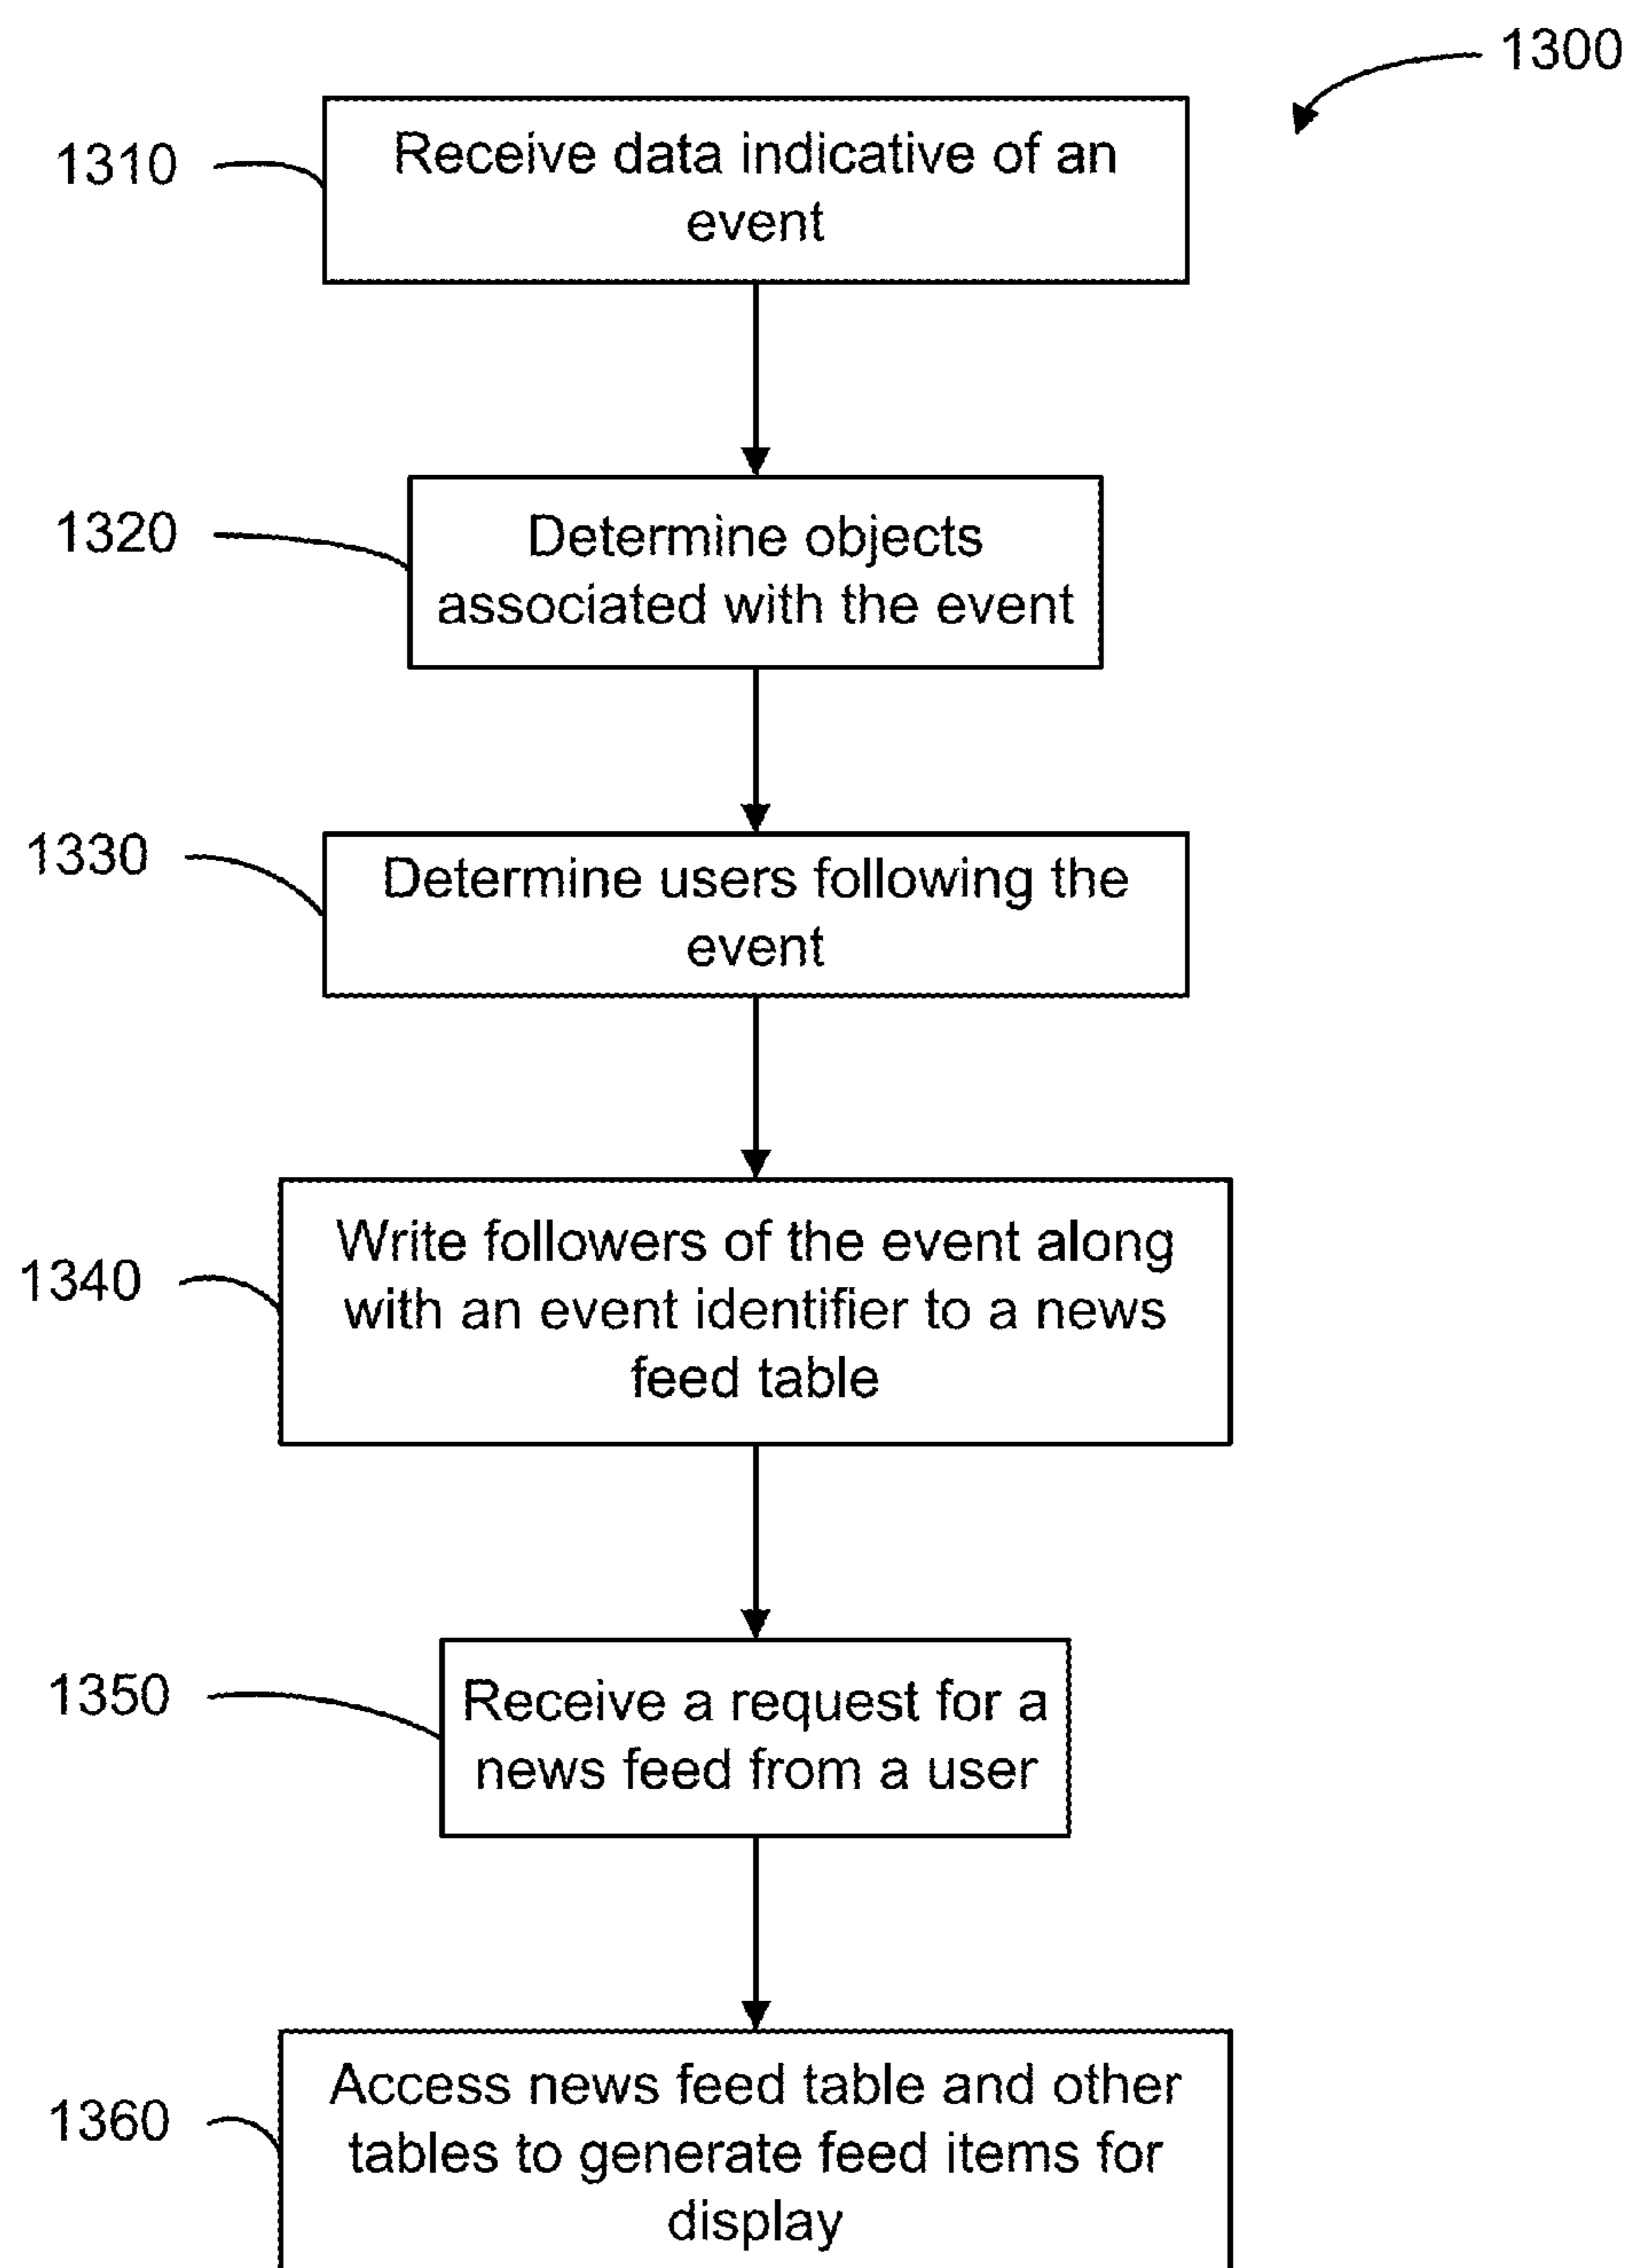 1300
1310
Receive data indicative of an
event
1320
Determine objects
associated with the event
1330
Determine users following the
event
1340
Write followers of the event along
with an event identifier to a news
feed table
1350
Receive a request for a
news feed from a user
1360
Access news feed table and other
tables to generate feed items for
display